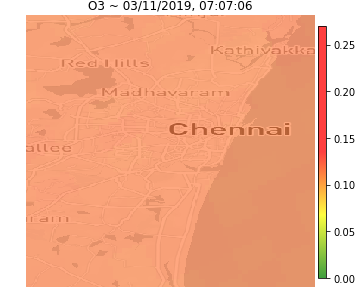 O3 ~ 03/11/2019, 07:07:06
Kathivakka
Red Hills
Madhavaram
Chennai
allee
ram
0.25
0.20
0.15
0.10
0.05
0.00